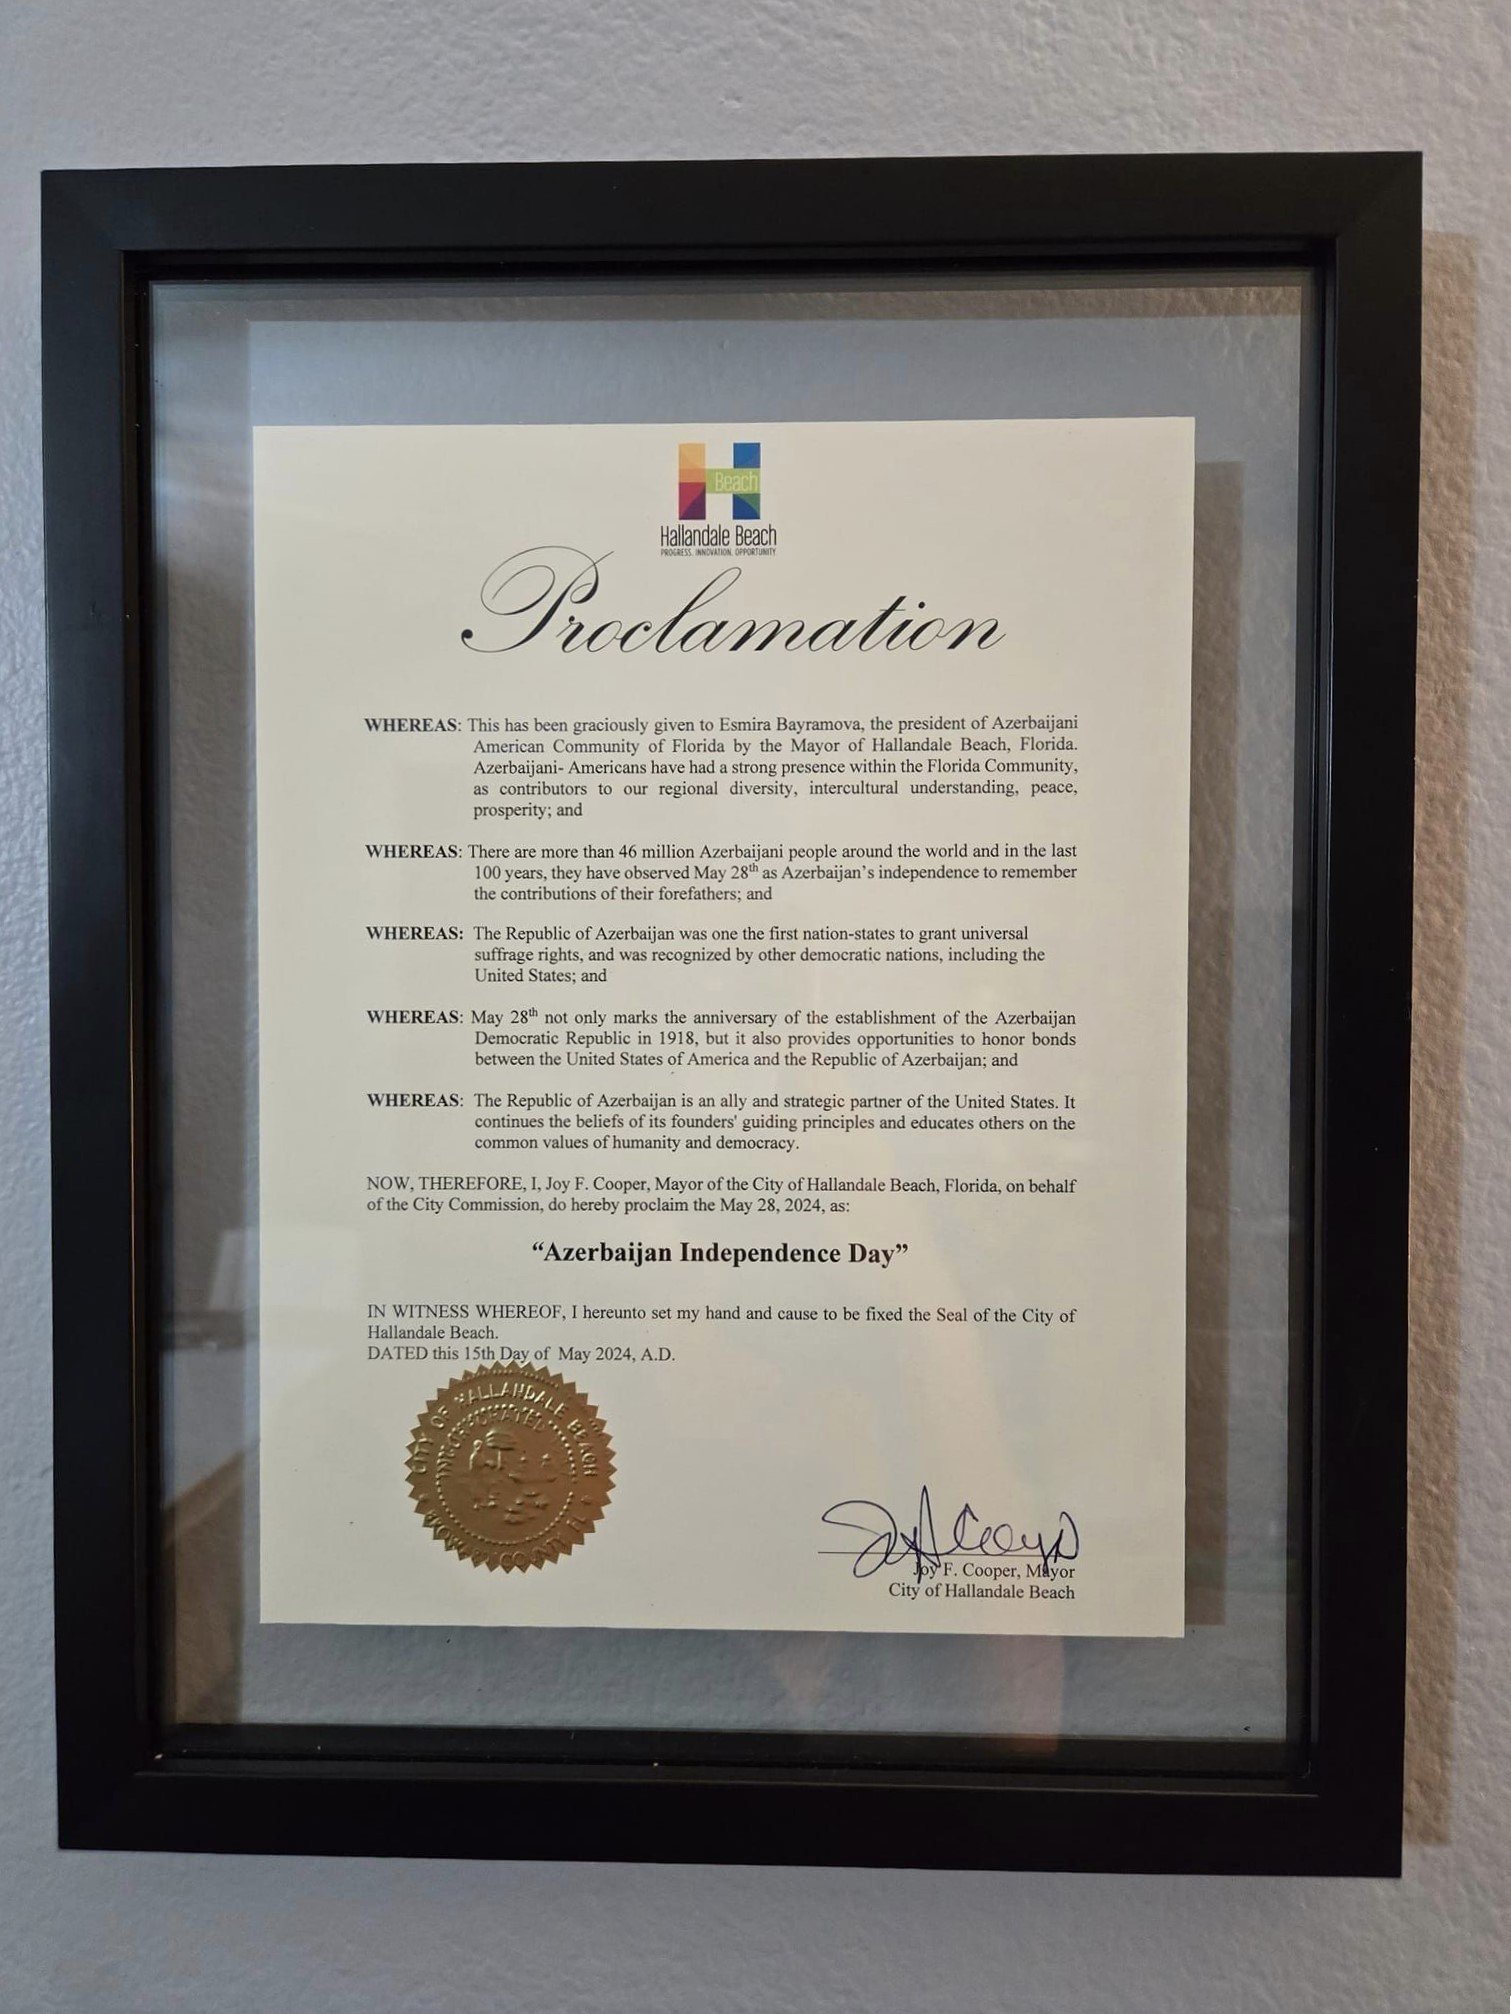 Beach
Hallandale Beach
PROGRESS. INNOVATION. OPPORTUNITY.
Proclamation
WHEREAS: This has been graciously given to Esmira Bayramova, the president of Azerbaijani
American Community of Florida by the Mayor of Hallandale Beach, Florida.
Azerbaijani- Americans have had a strong presence within the Florida Community,
as contributors to our regional diversity, intercultural understanding, peace,
prosperity; and
WHEREAS: There are more than 46 million Azerbaijani people around the world and in the last
100 years, they have observed May 28th as Azerbaijan's independence to remember
the contributions of their forefathers; and
WHEREAS: The Republic of Azerbaijan was one the first nation-states to grant universal
suffrage rights, and was recognized by other democratic nations, including the
United States; and
WHEREAS: May 28th not only marks the anniversary of the establishment of the Azerbaijan
Democratic Republic in 1918, but it also provides opportunities to honor bonds
between the United States of America and the Republic of Azerbaijan; and
WHEREAS: The Republic of Azerbaijan is an ally and strategic partner of the United States. It
continues the beliefs of its founders' guiding principles and educates others on the
common values of humanity and democracy.
NOW, THEREFORE, I, Joy F. Cooper, Mayor of the City of Hallandale Beach, Florida, on behalf
of the City Commission, do hereby proclaim the May 28, 2024, as:
“Azerbaijan Independence Day”
IN WITNESS WHEREOF, I hereunto set my hand and cause to be fixed the Seal of the City of
Hallandale Beach.
DATED this 15th Day of May 2024, A.D.
CITY OF HALLANDALE BEACH
INCORPORATED
Joy F. Cooper, Mayor
City of Hallandale Beach